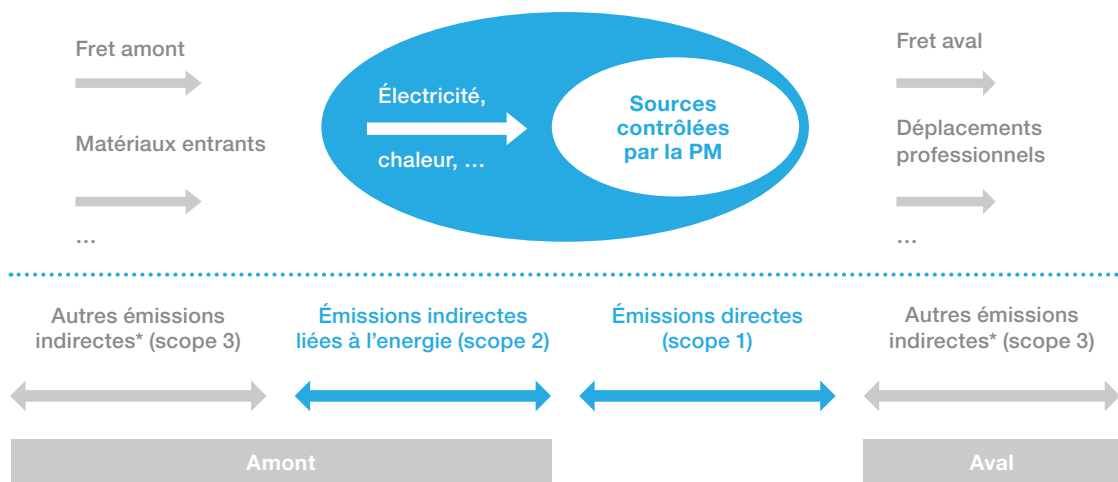 Fret amont
Matériaux entrants
…
Électricité,
chaleur, …
Sources
contrôlées
par la PM
Fret aval
Déplacements
professionnels
…
Autres émissions
indirectes* (scope 3)
Émissions indirectes
liées à l’energie (scope 2)
Émissions directes
(scope 1)
Autres émissions
indirectes* (scope 3)
Amont
Aval